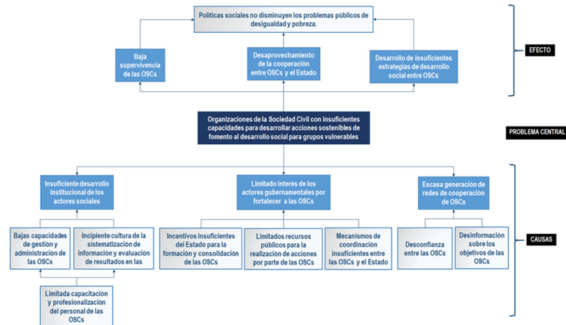 Políticas sociales no disminuyen los problemas públicos de
desigualdad y pobreza.
EFECTO
Baja
supervivencia
de las OSCs
Desaprovechamiento de
la cooperación
entre OSCs y el Estado
Desarrollo de insuficientes
estrategias de desarrollo
social entre OSCs
Organizaciones de la Sociedad Civil con insuficientes
capacidades para desarrollar acciones sostenibles de
fomento al desarrollo social para grupos vulnerables
PROBLEMA CENTRAL
Insuficiente desarrollo
institucional de los
actores sociales
Limitado interés de los
actores gubernamentales por
fortalecer a las OSCs
Escasa generación de
redes de cooperación
de OSCs
Bajas capacidades
de gestión y
administración de
las OSCs
Incipiente cultura de la
sistematización de
información y evaluación
de resultados en las
Incentivos insuficientes
del Estado para la
formación y consolidación
de las OSCs
Limitados recursos
públicos para la
realización de acciones
por parte de las OSCs
Mecanismos de
coordinación
insuficientes entre
las OSCs y el Estado
Desconfianza
entre las OSCs
Desinformación
sobre los
objetivos de las
OSCs
CAUSAS
Limitada capacitación
y profesionalización
del personal de las
OSCs